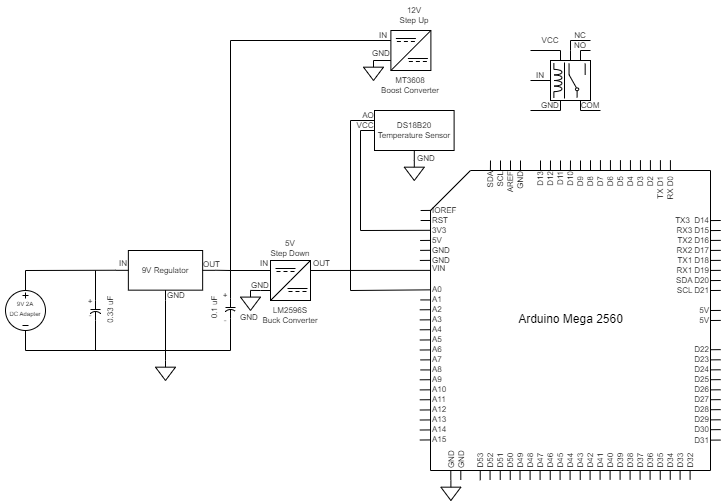 12V
Step Up
IN
GND
MT3608
Boost Converter
VCC
NC
NO
IN
GND
COM
AO
VCC
DS18B20
Temperature Sensor
GND
SDA
SCL
AREF
GND
D13
D12
D11
D10
D9
D8
D7
D6
D5
D4
D3
D2
TX D1
RX D0
IOREF
RST
3V3
5V
GND
GND
VIN
A0
A1
A2
A3
A4
A5
A6
A7
A8
A9
A10
A11
A12
A13
A14
A15
Arduino Mega 2560
TX3 D14
RX3 D15
TX2 D16
RX2 D17
TX1 D18
RX1 D19
SDA D20
SCL D21
5V
5V
D22
D23
D24
D25
D26
D27
D28
D29
D30
D31
GND
GND
D53
D52
D51
D50
D49
D48
D47
D46
D45
D44
D43
D42
D41
D40
D39
D38
D37
D36
D35
D34
D33
D32
5V
Step Down
IN
OUT
GND
GND
LM2596S
Buck Converter
IN
9V Regulator
OUT
GND
+
9V 2A
DC Adapter
-
+
0.33 uF
-
+
0.1 uF
-